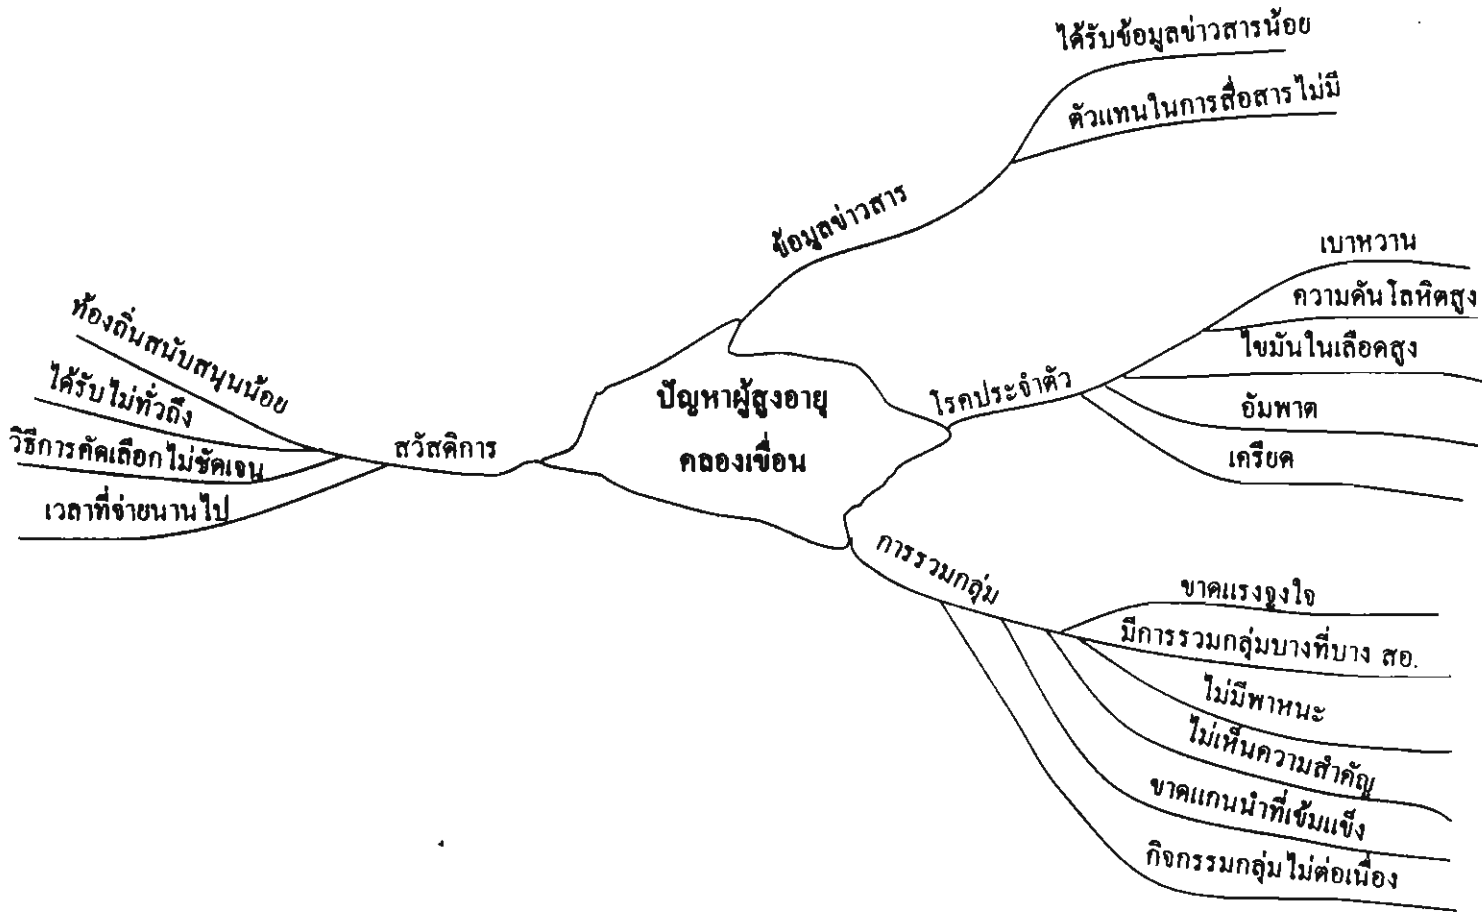 ได้รับข้อมูลข่าวสารน้อย
ตัวแทนในการสื่อสารไม่มี
ข้อมูลข่าวสาร
เบาหวาน
ความดันโลหิตสูง
ไขมันในเลือดสูง
อัมพาต
เครียด
โรคประจำตัว
ปัญหาผู้สูงอายุ
คลองเขื่อน
ท้องถิ่นสนับสนุนน้อย
ได้รับไม่ทั่วถึง
วิธีการคัดเลือกไม่ชัดเจน
เวลาที่จ่ายนานไป
สวัสดิการ
การรวมกลุ่ม
ขาดแรงจูงใจ
มีการรวมกลุ่มบางที่บาง สอ.
ไม่มีพาหนะ
ไม่เห็นความสำคัญ
ขาดแกนนำที่เข้มแข็ง
กิจกรรมกลุ่มไม่ต่อเนื่อง